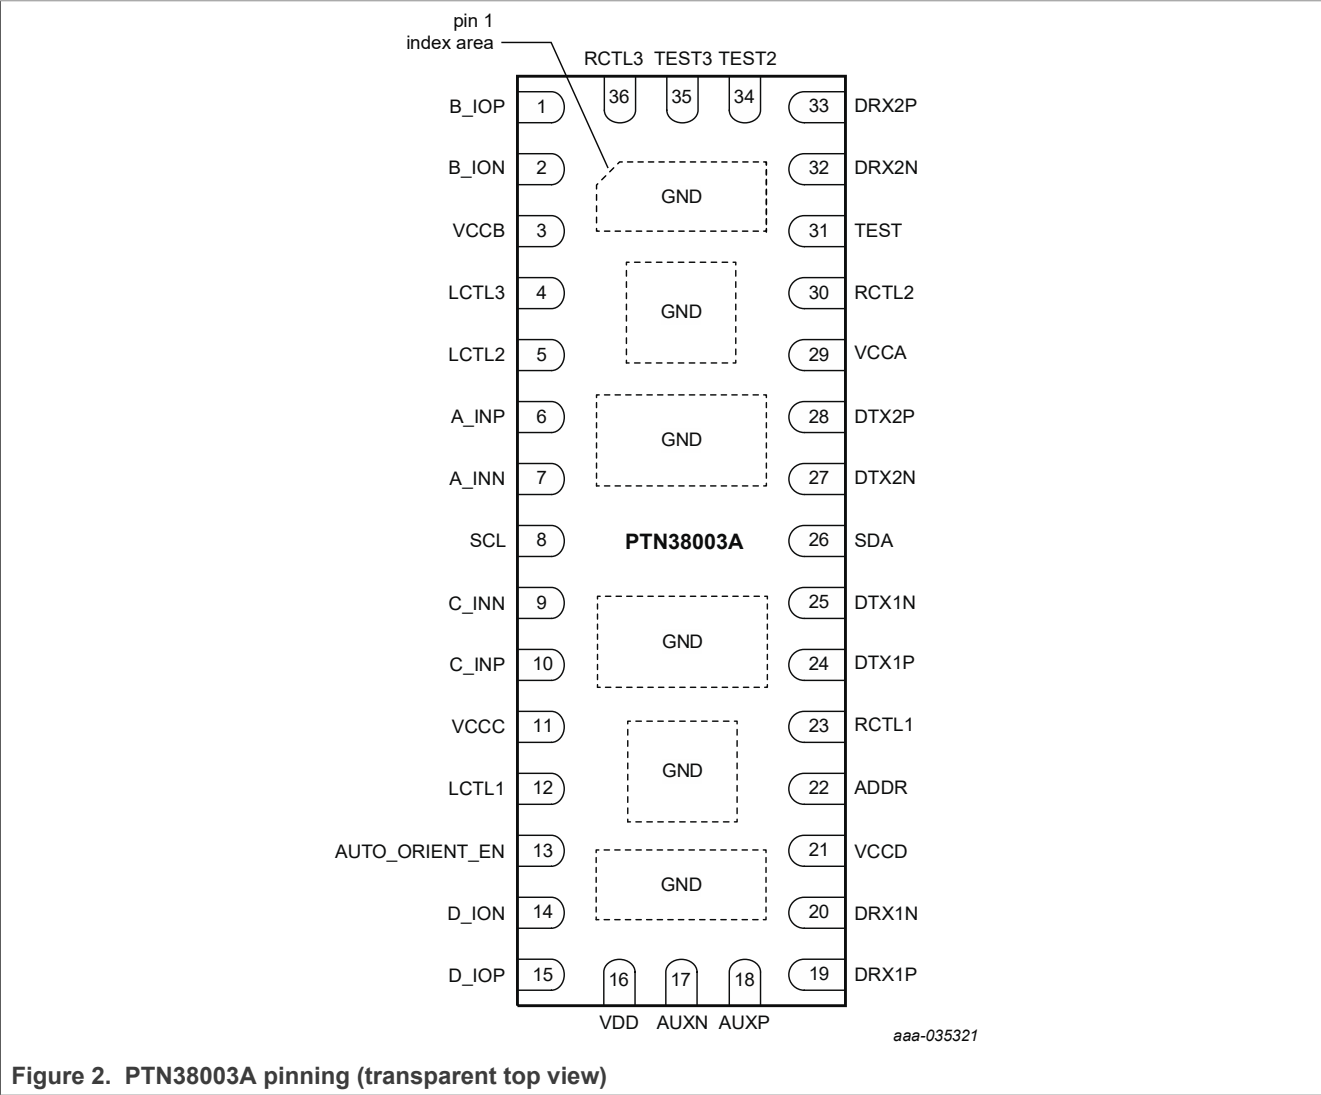 pin 1
index area
RCTL3 TEST3 TEST2
36 35 34
B_IOP 1 33 DRX2P
B_ION 2 32 DRX2N
GND
VCCB 3 31 TEST
LCTL3 4 30 RCTL2
GND
LCTL2 5 29 VCCA
A_INP 6 28 DTX2P
GND
A_INN 7 27 DTX2N
SCL 8 PTN38003A 26 SDA
C_INN 9 25 DTX1N
GND
C_INP 10 24 DTX1P
VCCC 11 23 RCTL1
GND
LCTL1 12 22 ADDR
AUTO_ORIENT_EN 13 21 VCCD
GND
D_ION 14 20 DRX1N
D_IOP 15 19 DRX1P
16 17 18
VDD AUXN AUXP
aaa-035321
Figure 2. PTN38003A pinning (transparent top view)